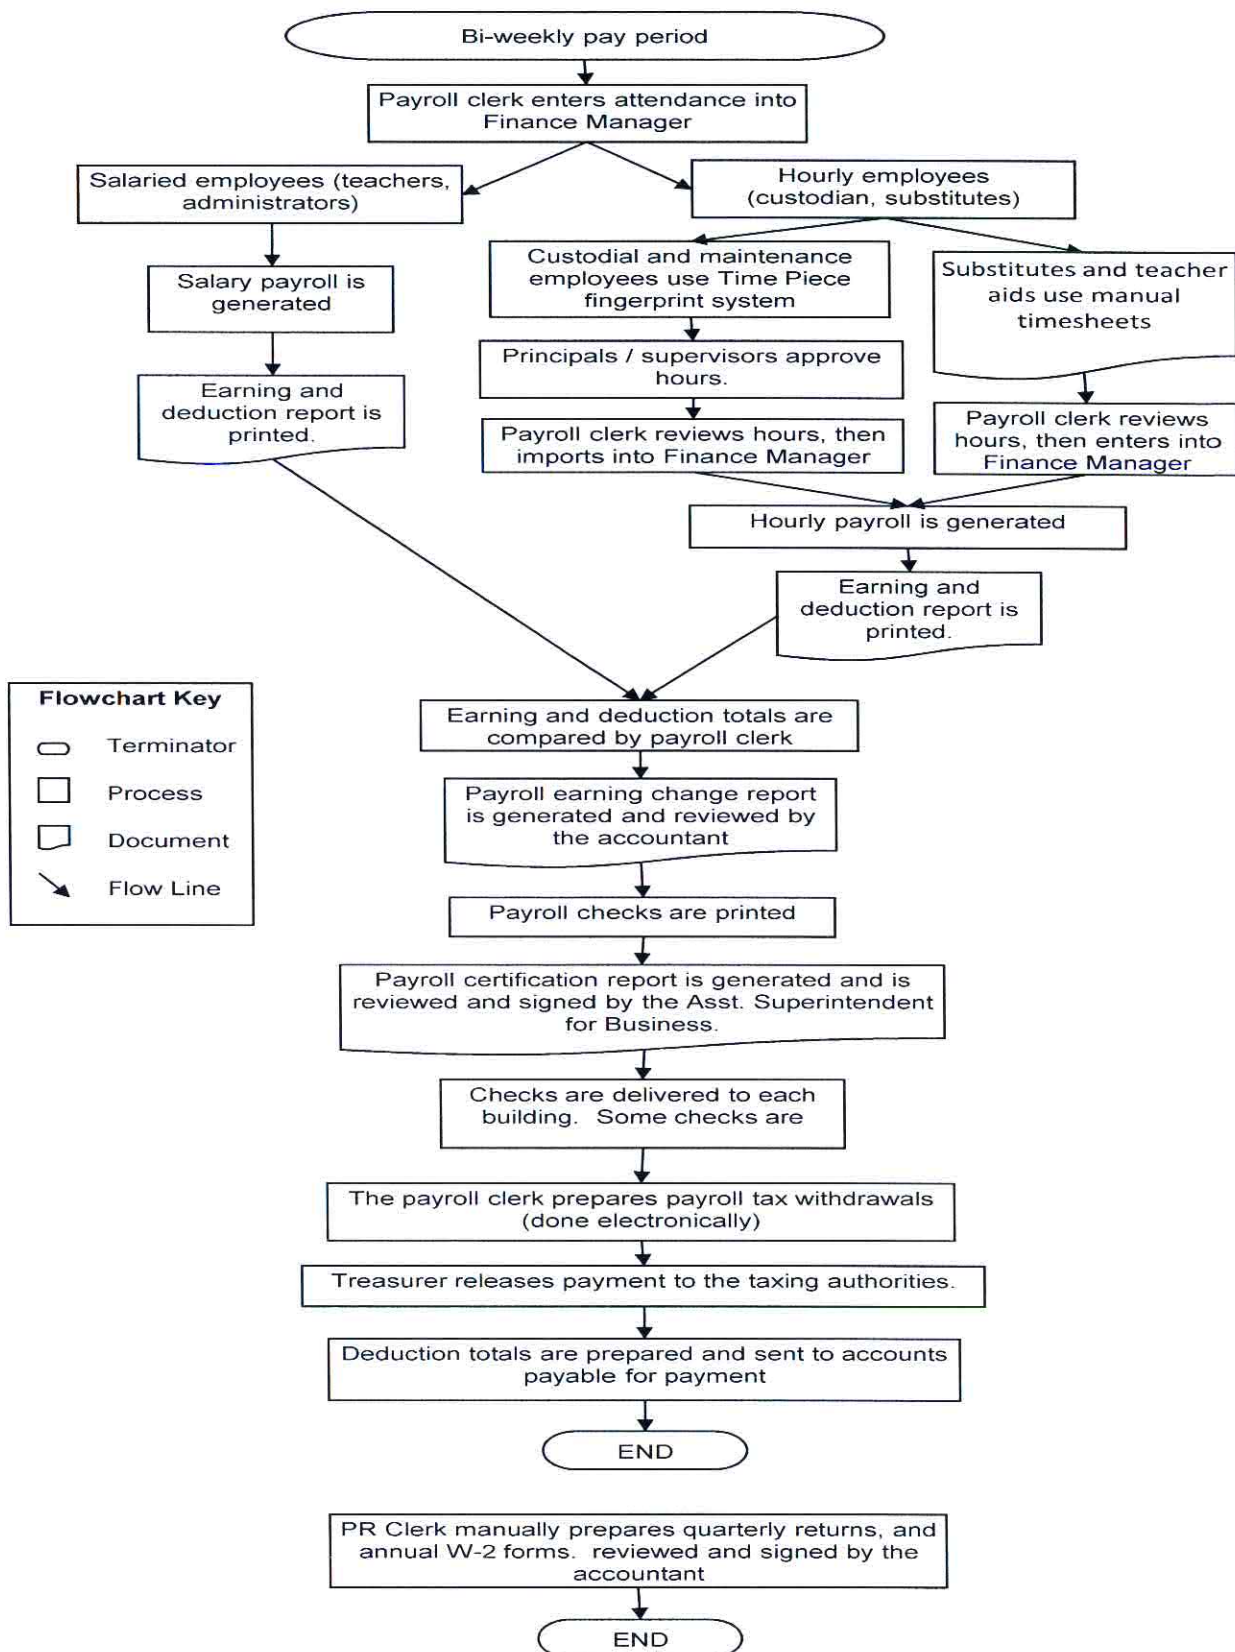 Bi-weekly pay period
Payroll clerk enters attendance into
Finance Manager
Salaried employees (teachers,
administrators)
Hourly employees
(custodian, substitutes)
Salary payroll is
generated
Custodial and maintenance
employees use Time Piece
fingerprint system
Substitutes and teacher
aids use manual
timesheets
Principals / supervisors approve
hours.
Earning and
deduction report is
printed.
Payroll clerk reviews hours, then
imports into Finance Manager
Payroll clerk reviews
hours, then enters into
Finance Manager
Hourly payroll is generated
Earning and
deduction report is
printed.
Flowchart Key
Terminator
Process
Document
Flow Line
Earning and deduction totals are
compared by payroll clerk
Payroll earning change report
is generated and reviewed by
the accountant
Payroll checks are printed
Payroll certification report is generated and is
reviewed and signed by the Asst. Superintendent
for Business.
Checks are delivered to each
building.  Some checks are
The payroll clerk prepares payroll tax withdrawals
(done electronically)
Treasurer releases payment to the taxing authorities.
Deduction totals are prepared and sent to accounts
payable for payment
END
PR Clerk manually prepares quarterly returns, and
annual W-2 forms.  reviewed and signed by the
accountant
END